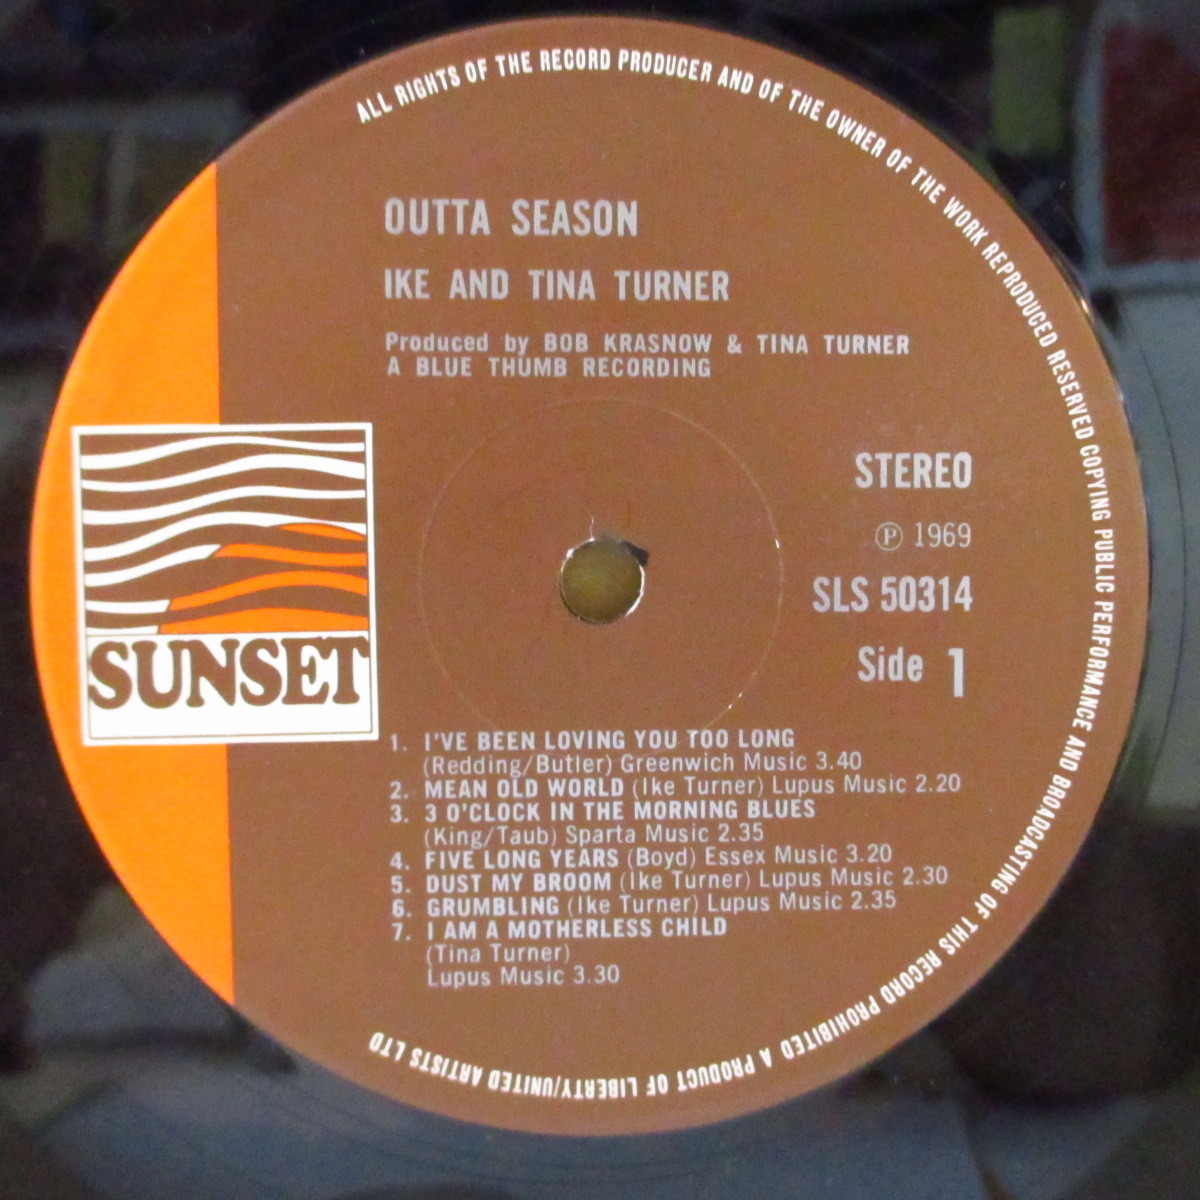 ALL RIGHTS OF THE RECORD PRODUCER AND OF THE OWNER OF THE WORK REPRODUCED RESERVED COPYING PUBLIC PERFORMANCE AND BROADCASTING OF THIS RECORD PROHIBITED A PRODUCT OF LIBERTY/UNITED ARTISTS LTD
OUTTA SEASON
IKE AND TINA TURNER
Produced by BOB KRASNOW & TINA TURNER
A BLUE THUMB RECORDING
STEREO
℗ 1969
SLS 50314
Side 1
SUNSET
1. I'VE BEEN LOVING YOU TOO LONG
(Redding/Butler) Greenwich Music 3.40
2. MEAN OLD WORLD (Ike Turner) Lupus Music 2.20
3. 3 O'CLOCK IN THE MORNING BLUES
(King/Taub) Sparta Music 2.35
4. FIVE LONG YEARS (Boyd) Essex Music 3.20
5. DUST MY BROOM (Ike Turner) Lupus Music 2.30
6. GRUMBLING (Ike Turner) Lupus Music 2.35
7. I AM A MOTHERLESS CHILD
(Tina Turner)
Lupus Music 3.30